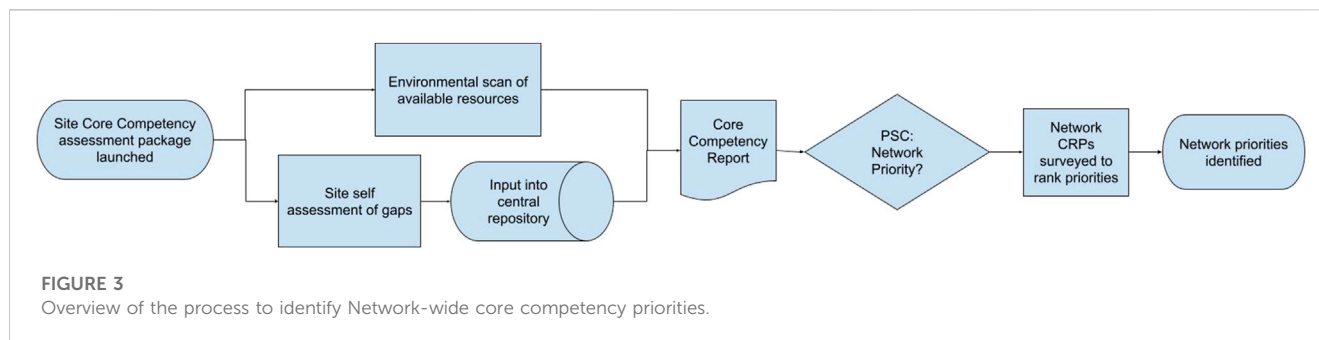 Site Core Competency
assessment package
launched
Environmental scan of
available resources
Site self
assessment of gaps
Input into
central
repository
Core
Competency
Report
PSC:
Network
Priority?
Network
CRPs
surveyed to
rank priorities
Network priorities
identified
FIGURE 3
Overview of the process to identify Network-wide core competency priorities.